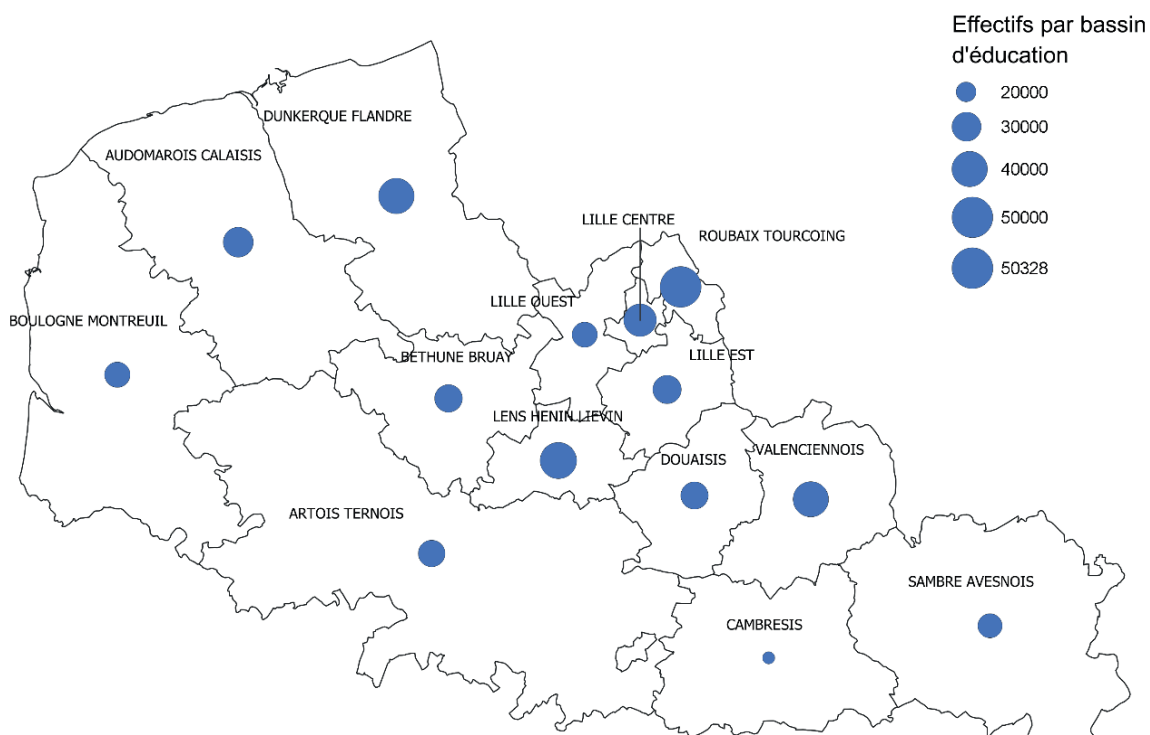 Effectifs par bassin
d'éducation
20000
30000
40000
50000
50328
DUNKERQUE FLANDRE
AUDOMAROIS CALAISIS
LILLE CENTRE
ROUBAIX TOURCOING
LILLE OUEST
BOULOGNE MONTREUIL
BETHUNE BRUAY
LILLE EST
LENS HENIN LIEVIN
DOUAISIS
VALENCIENNOIS
ARTOIS TERNOIS
SAMBRE AVESNOIS
CAMBRESIS